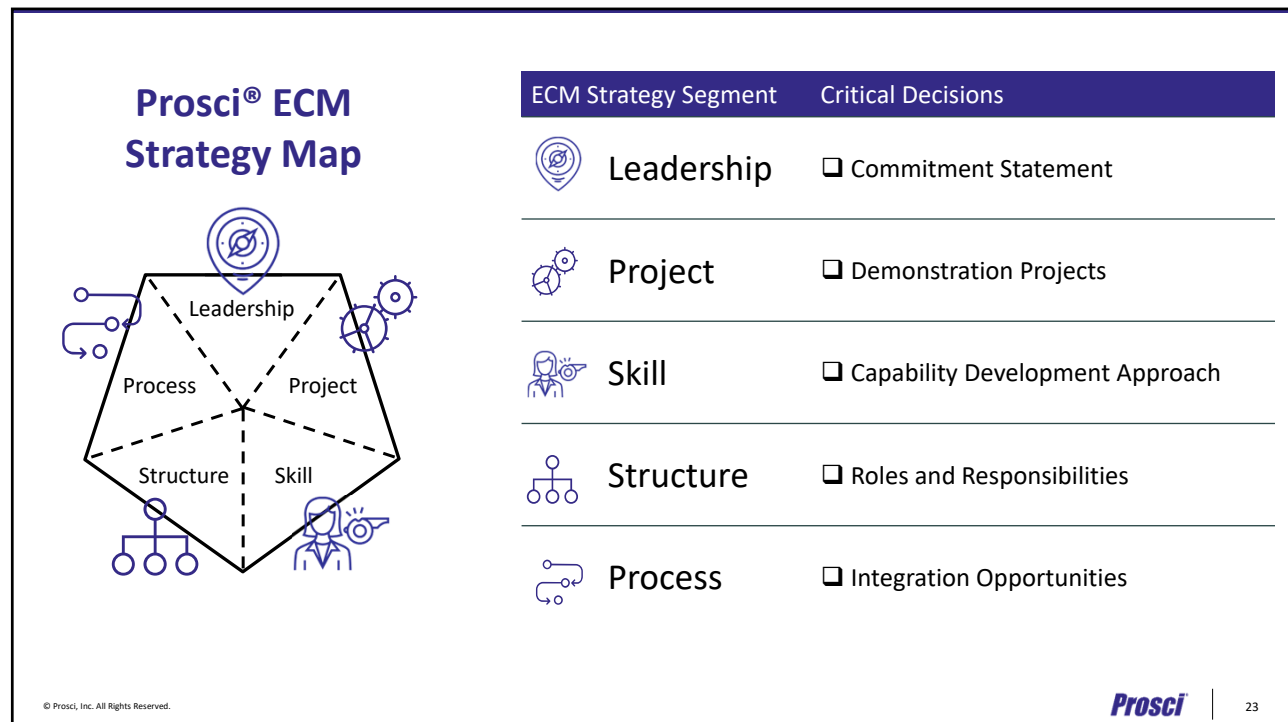 Prosci® ECM
Strategy Map
Leadership
Process
Project
Structure
Skill
ECM Strategy Segment Critical Decisions
Leadership ❑ Commitment Statement
Project ❑ Demonstration Projects
Skill ❑ Capability Development Approach
Structure ❑ Roles and Responsibilities
Process ❑ Integration Opportunities
© Prosci, Inc. All Rights Reserved.
Prosci
23